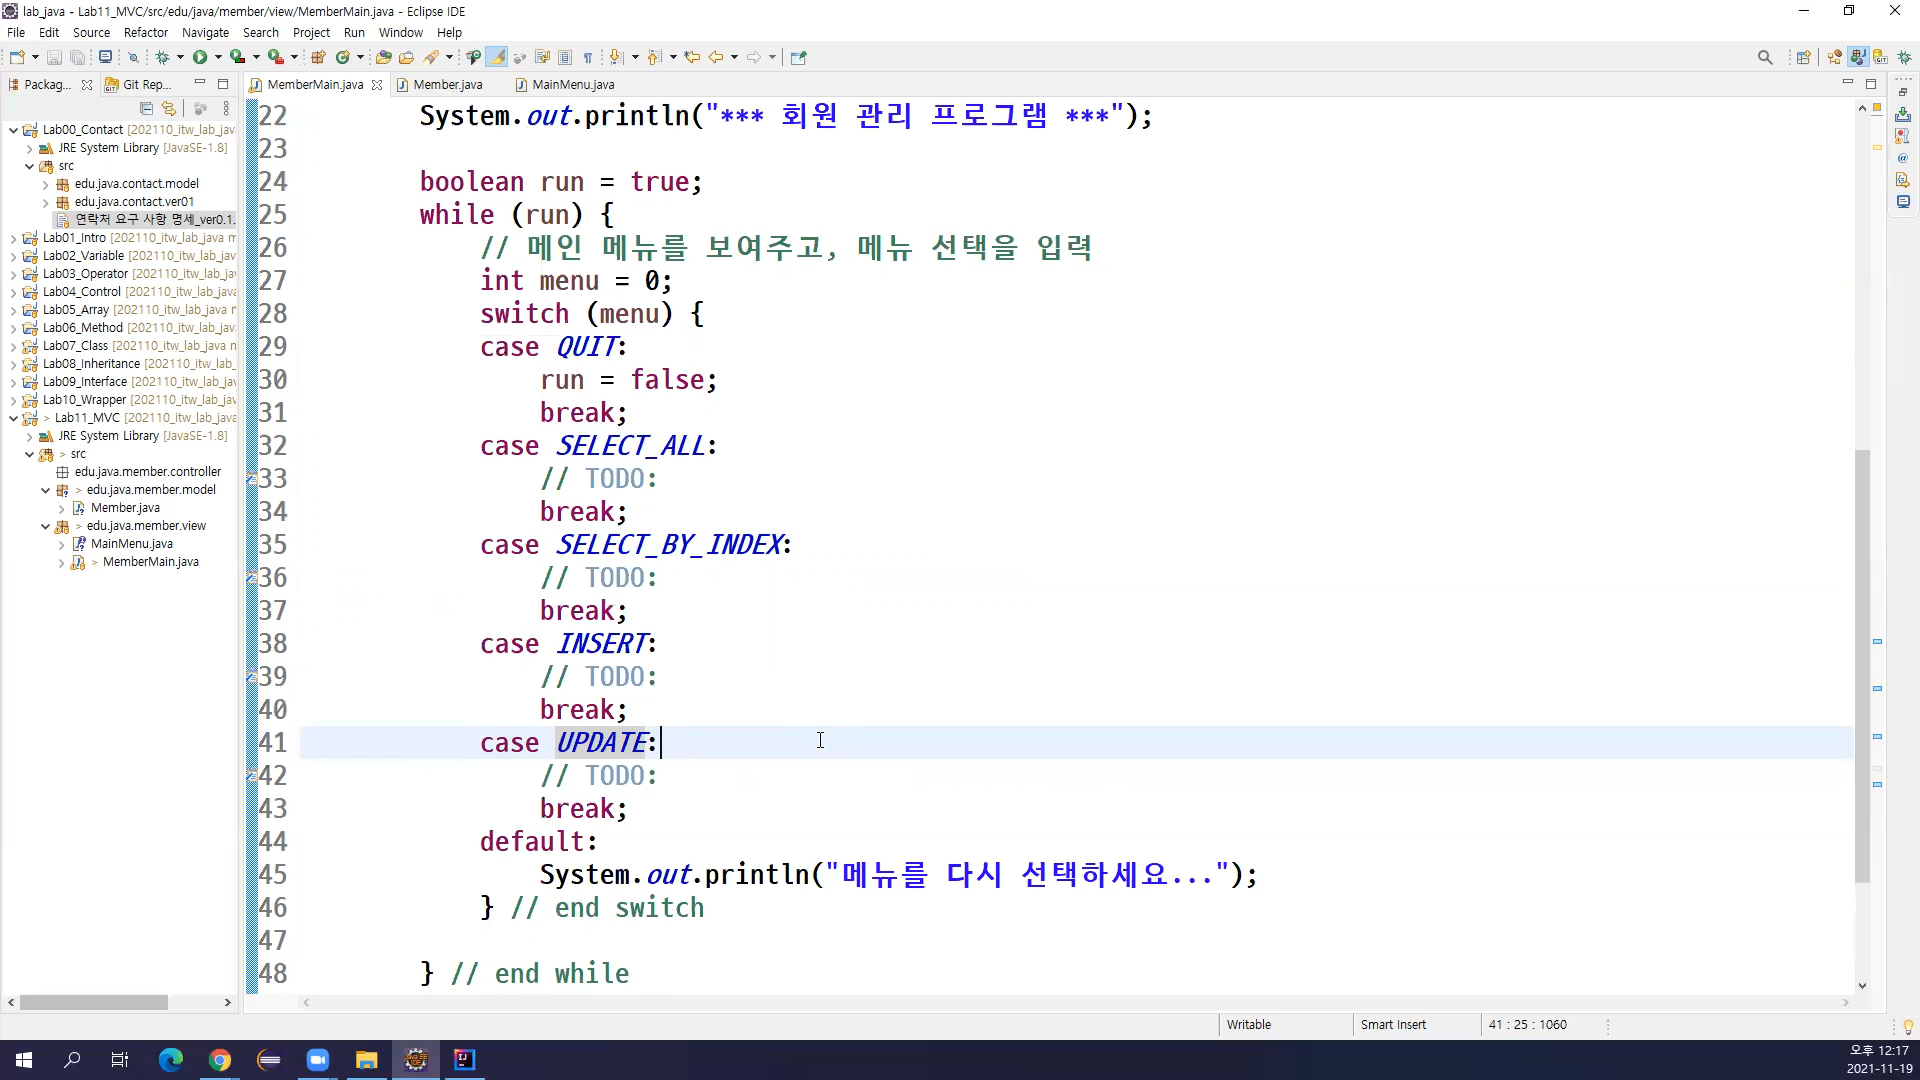 lab_java - Lab11_MVC/src/edu/java/member/view/MemberMain.java - Eclipse IDE
File Edit Source Refactor Navigate Search Project Run Window Help
Packag... Git Rep... MemberMain.java Member.java MainMenu.java
Lab00_Contact [202110_itw_lab_java
JRE System Library [JavaSE-1.8]
src
edu.java.contact.model
edu.java.contact.ver01
연락처 요구 사항 명세_ver0.1.
Lab01_Intro [202110_itw_lab_java m
Lab02_Variable [202110_itw_lab_java
Lab03_Operator [202110_itw_lab_java
Lab04_Control [202110_itw_lab_java
Lab05_Array [202110_itw_lab_java m
Lab06_Method [202110_itw_lab_java
Lab07_Class [202110_itw_lab_java m
Lab08_Inheritance [202110_itw_lab_
Lab09_Interface [202110_itw_lab_java
Lab10_Wrapper [202110_itw_lab_java
> Lab11_MVC [202110_itw_lab_java
JRE System Library [JavaSE-1.8]
> src
edu.java.member.controller
> edu.java.member.model
Member.java
> edu.java.member.view
MainMenu.java
> MemberMain.java
22 System.out.println("*** 회원 관리 프로그램 ***");
23
24 boolean run = true;
25 while (run) {
26 // 메인 메뉴를 보여주고, 메뉴 선택을 입력
27 int menu = 0;
28 switch (menu) {
29 case QUIT:
30 run = false;
31 break;
32 case SELECT_ALL:
33 // TODO:
34 break;
35 case SELECT_BY_INDEX:
36 // TODO:
37 break;
38 case INSERT:
39 // TODO:
40 break;
41 case UPDATE:
42 // TODO:
43 break;
44 default:
45 System.out.println("메뉴를 다시 선택하세요...");
46 } // end switch
47
48 } // end while
Writable Smart Insert 41 : 25 : 1060
오후 12:17
2021-11-19